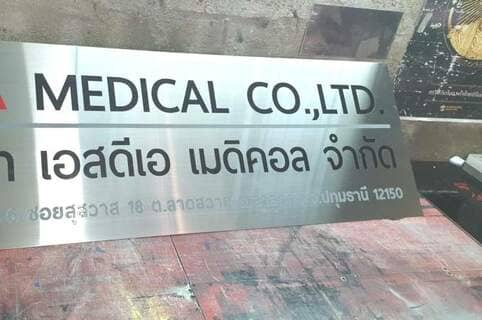 MEDICAL CO.,LTD.
เอสดีเอ เมดิคอล จำกัด
ซอยสุสวาส 18 ต.ลาดสวาย จ.ปทุมธานี 12150